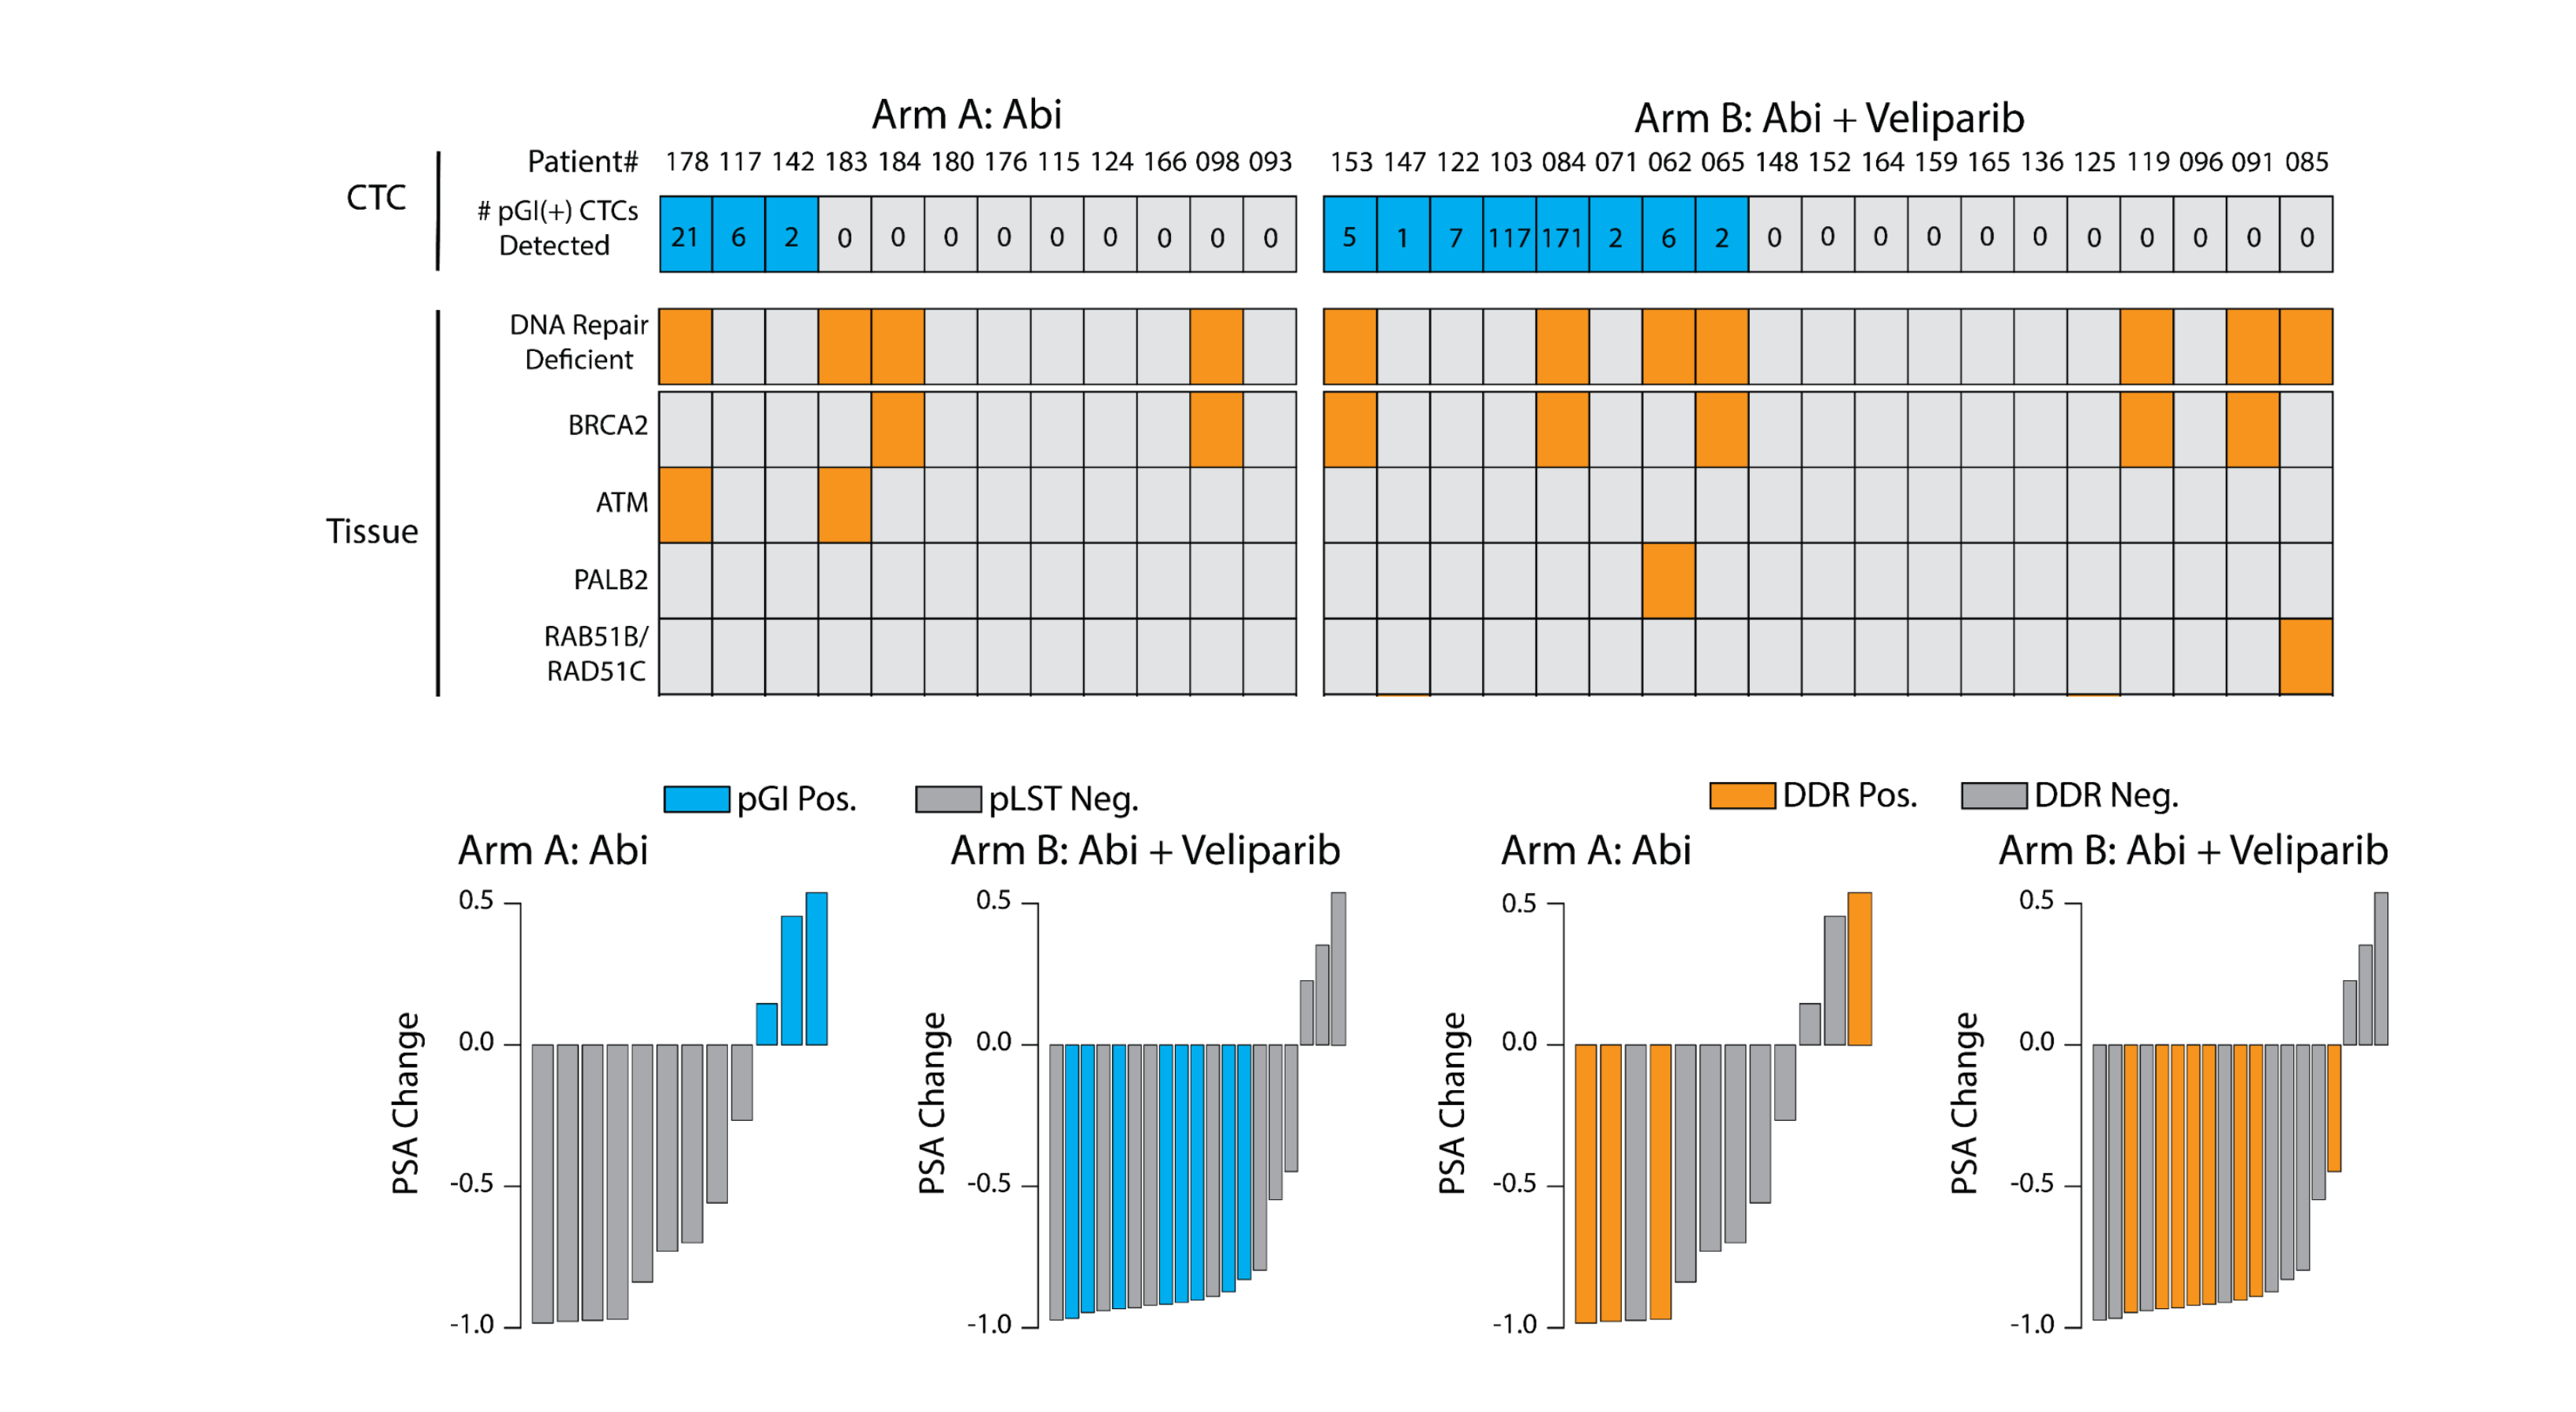 Arm A: Abi
Arm B: Abi + Veliparib
CTC
Patient#
178 117 142 183 184 180 176 115 124 166 098 093
153 147 122 103 084 071 062 065 148 152 164 159 165 136 125 119 096 091 085
# pGI(+) CTCs
Detected
21 6 2 0 0 0 0 0 0 0 0 0
5 1 7 117 171 2 6 2 0 0 0 0 0 0 0 0 0 0 0
Tissue
DNA Repair
Deficient
BRCA2
ATM
PALB2
RAB51B/
RAD51C
pGI Pos.
pLST Neg.
DDR Pos.
DDR Neg.
Arm A: Abi
PSA Change
0.5
0.0
-0.5
-1.0
Arm B: Abi + Veliparib
PSA Change
0.5
0.0
-0.5
-1.0
Arm A: Abi
PSA Change
0.5
0.0
-0.5
-1.0
Arm B: Abi + Veliparib
PSA Change
0.5
0.0
-0.5
-1.0